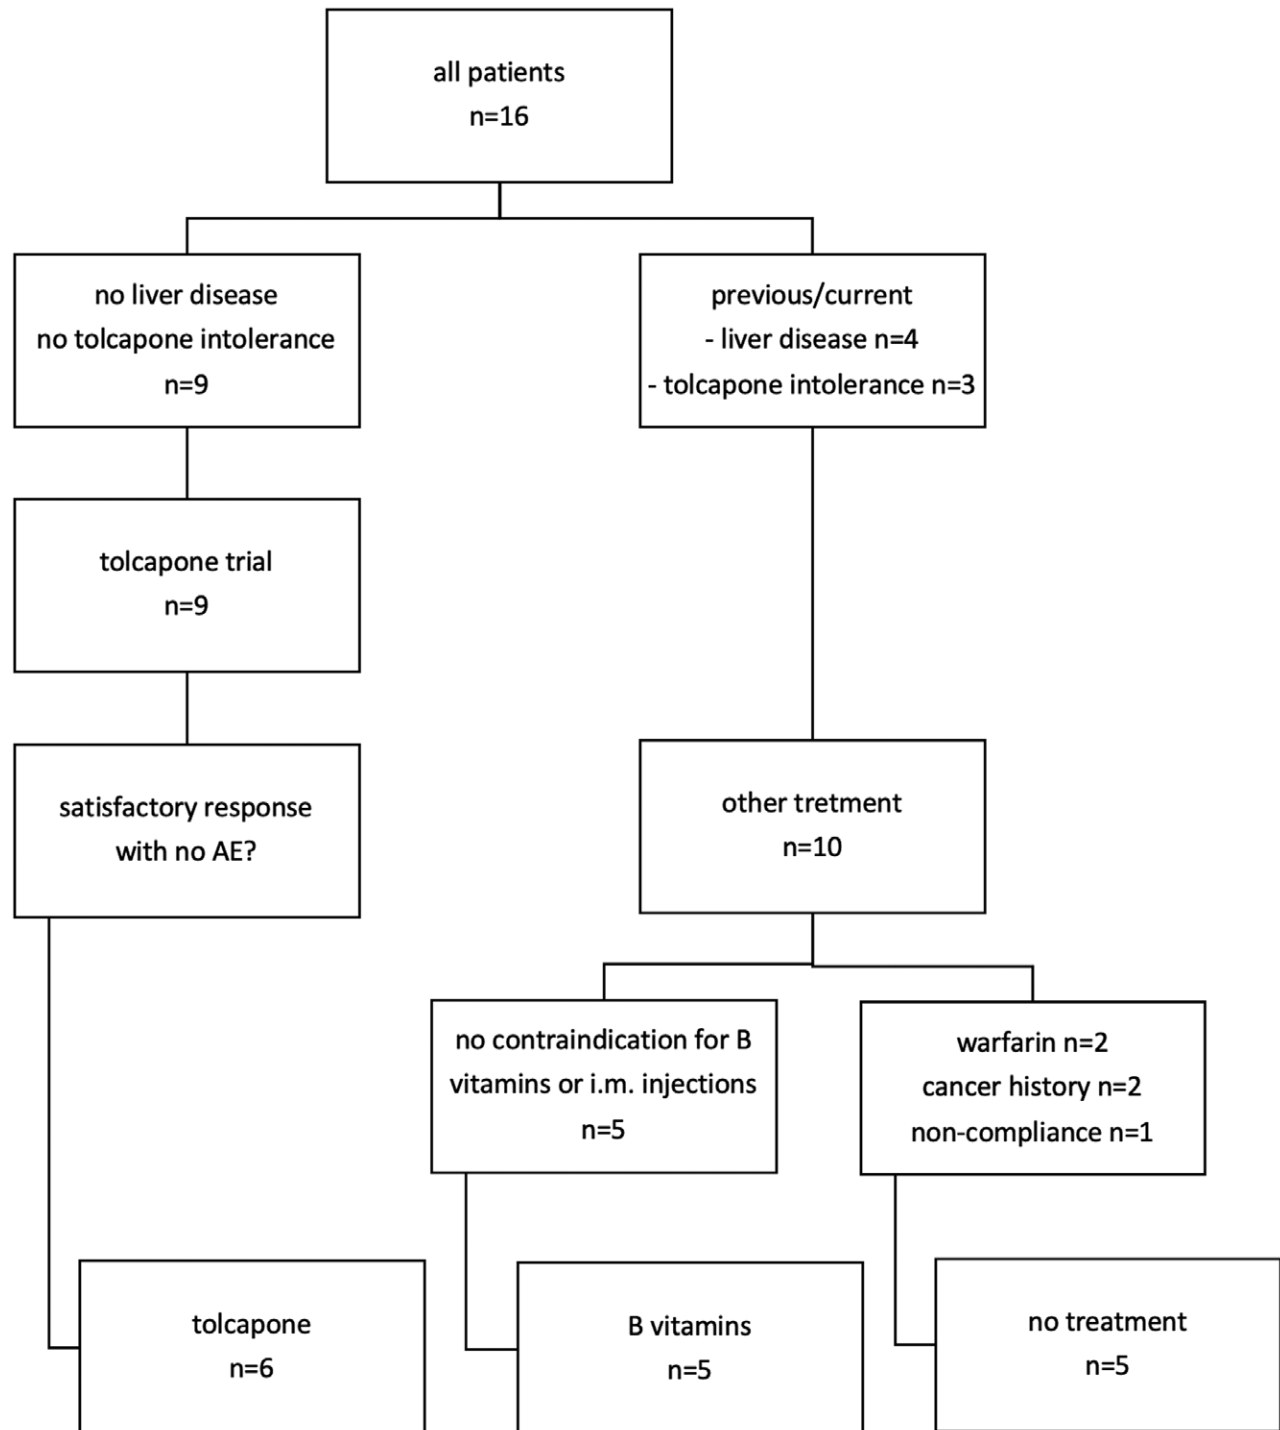 all patients
n=16
no liver disease
no tolcapone intolerance
n=9
previous/current
- liver disease n=4
- tolcapone intolerance n=3
tolcapone trial
n=9
satisfactory response
with no AE?
other tretment
n=10
no contraindication for B
vitamins or i.m. injections
n=5
warfarin n=2
cancer history n=2
non-compliance n=1
tolcapone
n=6
B vitamins
n=5
no treatment
n=5